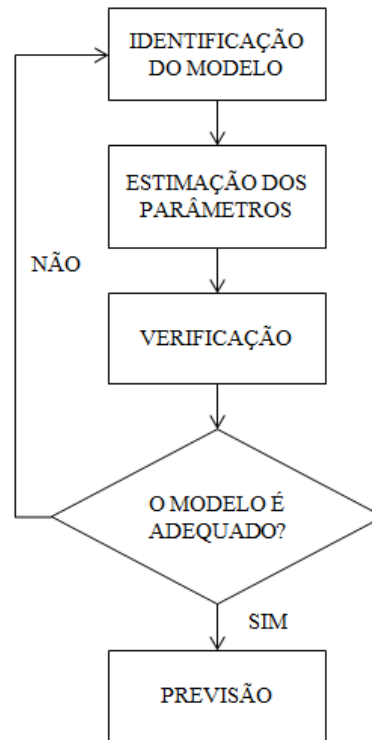 IDENTIFICAÇÃO
DO MODELO
ESTIMAÇÃO DOS
PARÂMETROS
NÃO
VERIFICAÇÃO
O MODELO É
ADEQUADO?
SIM
PREVISÃO